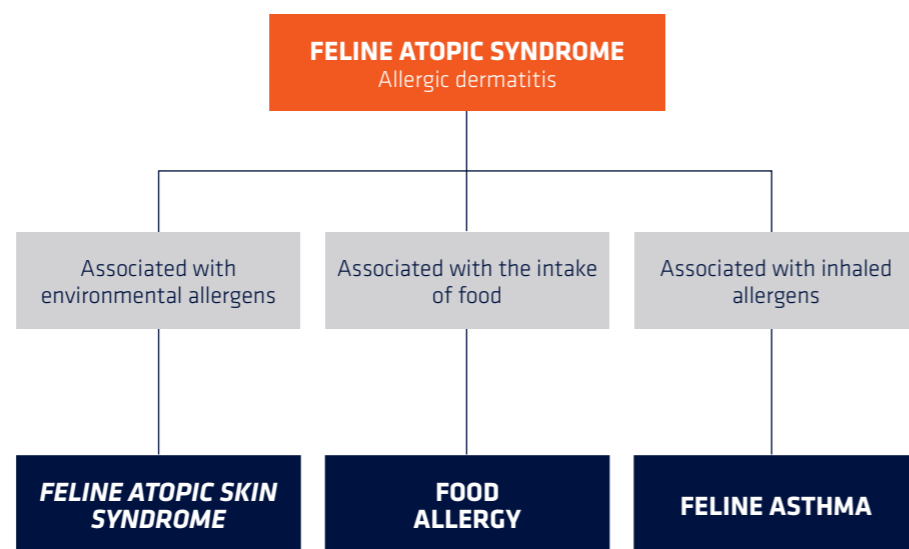 FELINE ATOPIC SYNDROME
Allergic dermatitis
Associated with
environmental allergens
Associated with the intake
of food
Associated with inhaled
allergens
FELINE ATOPIC SKIN
SYNDROME
FOOD
ALLERGY
FELINE ASTHMA